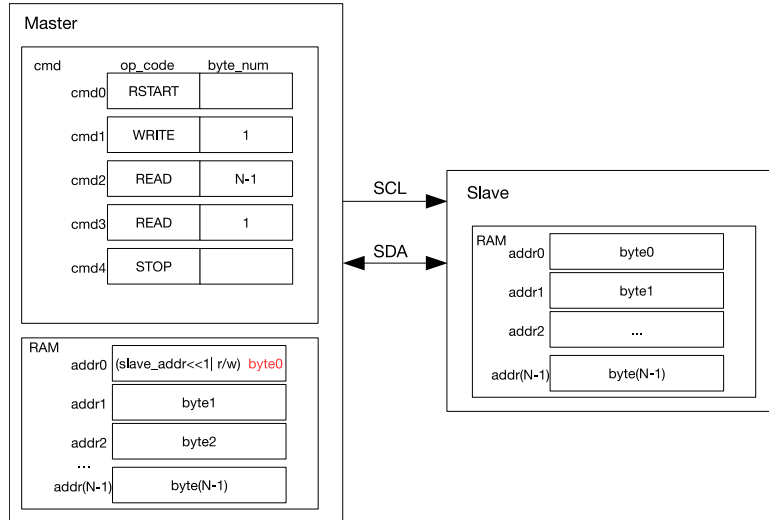 Master
cmd op_code byte_num
cmd0 RSTART
cmd1 WRITE 1
cmd2 READ N-1
cmd3 READ 1
cmd4 STOP
RAM
addr0 (slave_addr<<1| r/w) byte0
addr1 byte1
addr2 byte2
...
addr(N-1) byte(N-1)
SCL
SDA
Slave
RAM
addr0 byte0
addr1 byte1
addr2 ...
addr(N-1) byte(N-1)